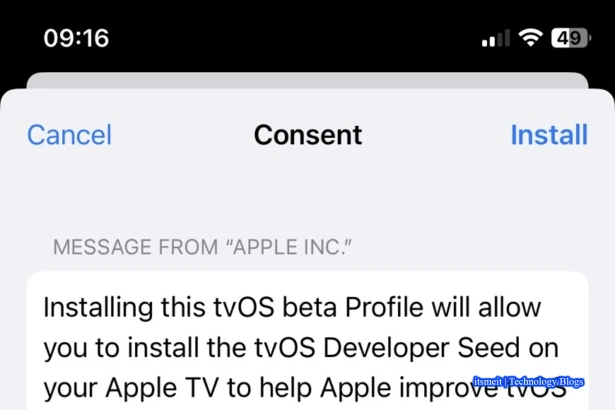 09:16
49
Cancel Consent Install
MESSAGE FROM “APPLE INC.”
Installing this tvOS beta Profile will allow
you to install the tvOS Developer Seed on
itsmeit | Technology Blogs
your Apple TV to help Apple improve tvOS